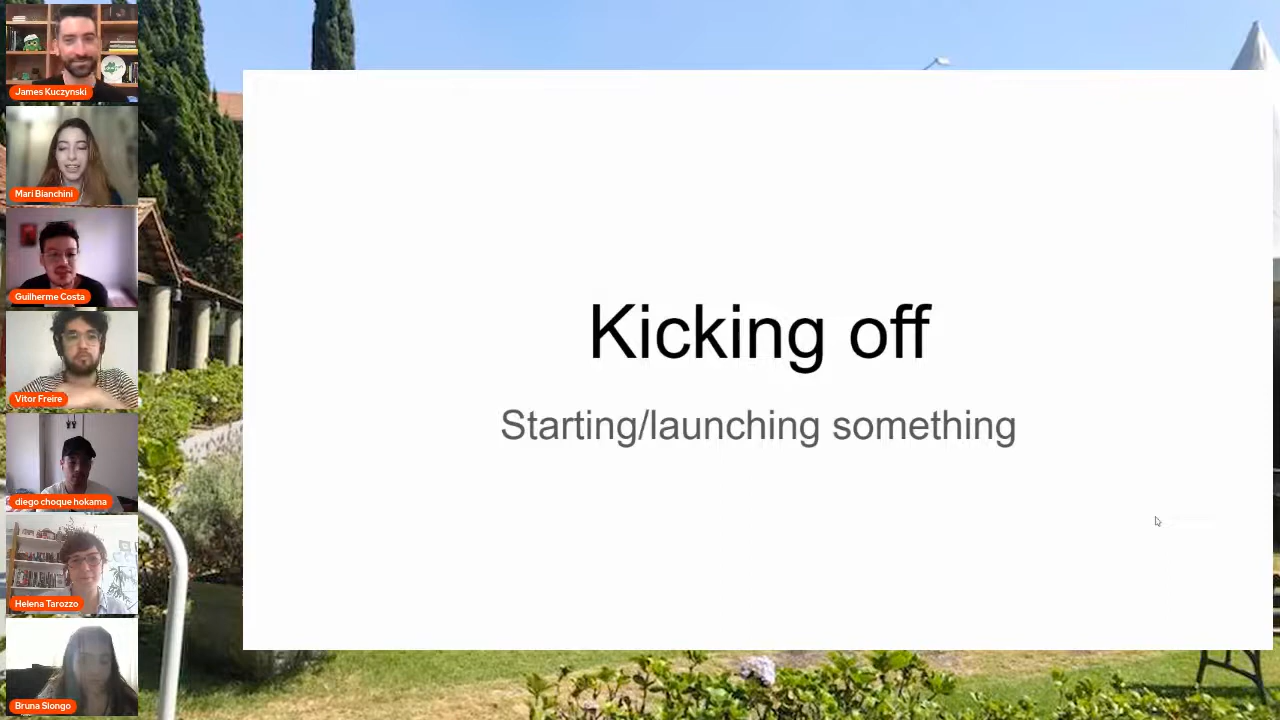 James Kuczynski
Mari Bianchini
Guilherme Costa
Vitor Freire
diego choque hokama
Helena Tarozzo
Bruna Slongo
Kicking off
Starting/launching something